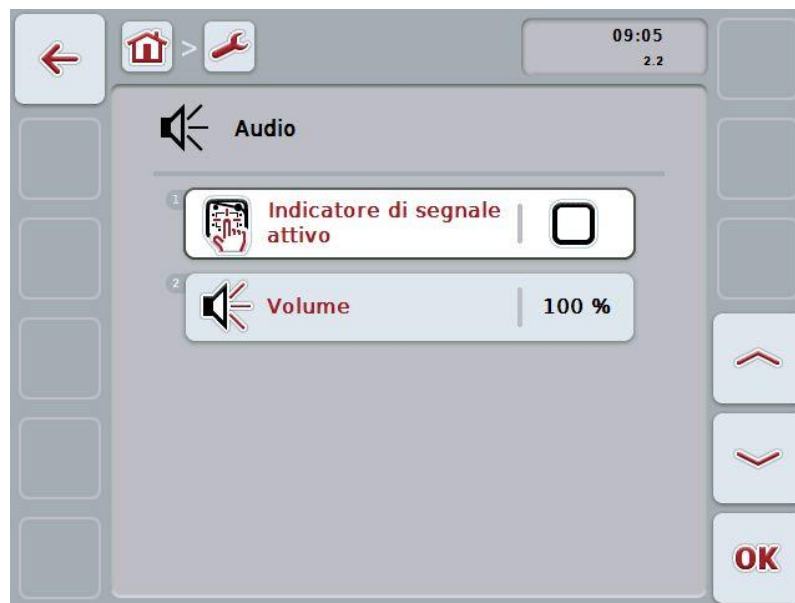 >
09:05
2.2
Audio
1
Indicatore di segnale
attivo
2
Volume
100 %
OK